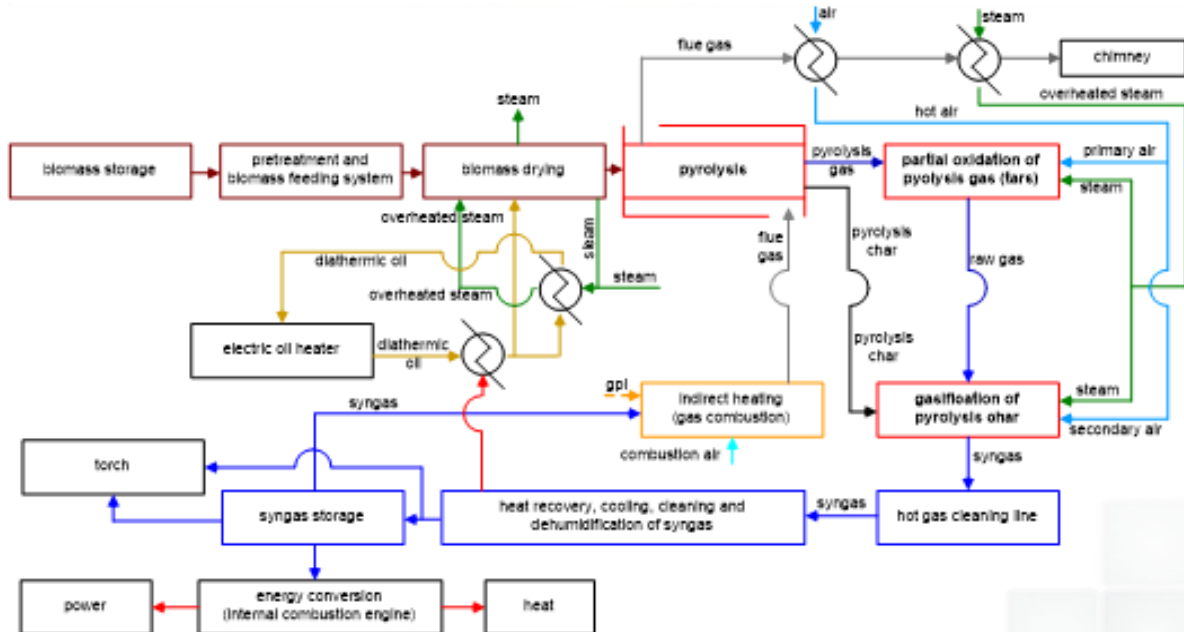 air
steam
flue gas
chimney
steam
hot air
overheated steam
biomass storage
pretreatment and
biomass feeding system
biomass drying
pyrolysis
pyrolysis
gas
partial oxidation of
pyolysis gas (tars)
primary air
steam
overheated steam
steam
flue
gas
pyrolysis
char
raw gas
diathermic oil
overheated steam
steam
electric oil heater
diathermic
oil
pyrolysis
char
gpl
indirect heating
(gas combustion)
gasification of
pyrolysis char
steam
secondary air
syngas
combustion air
syngas
torch
syngas storage
heat recovery, cooling, cleaning and
dehumidification of syngas
syngas
hot gas cleaning line
power
energy conversion
(internal combustion engine)
heat